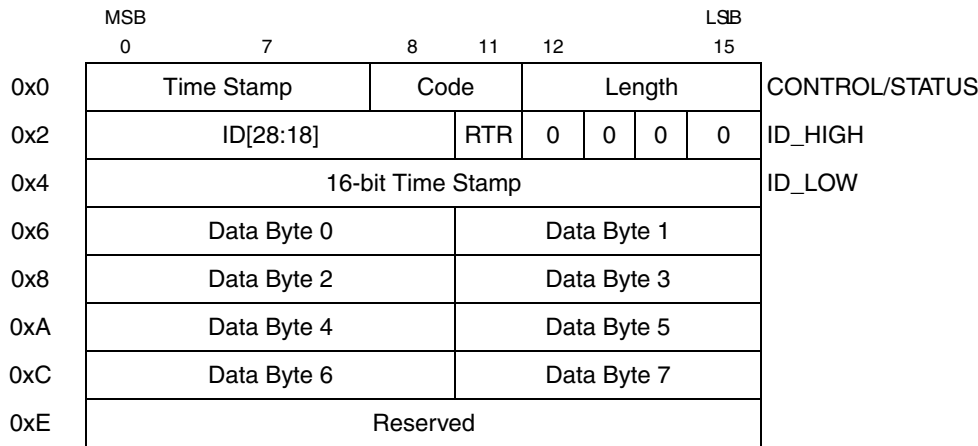 MSB LSB
0 7 8 11 12 15
0x0 Time Stamp Code Length CONTROL/STATUS
0x2 ID[28:18] RTR 0 0 0 0 ID_HIGH
0x4 16-bit Time Stamp ID_LOW
0x6 Data Byte 0 Data Byte 1
0x8 Data Byte 2 Data Byte 3
0xA Data Byte 4 Data Byte 5
0xC Data Byte 6 Data Byte 7
0xE Reserved